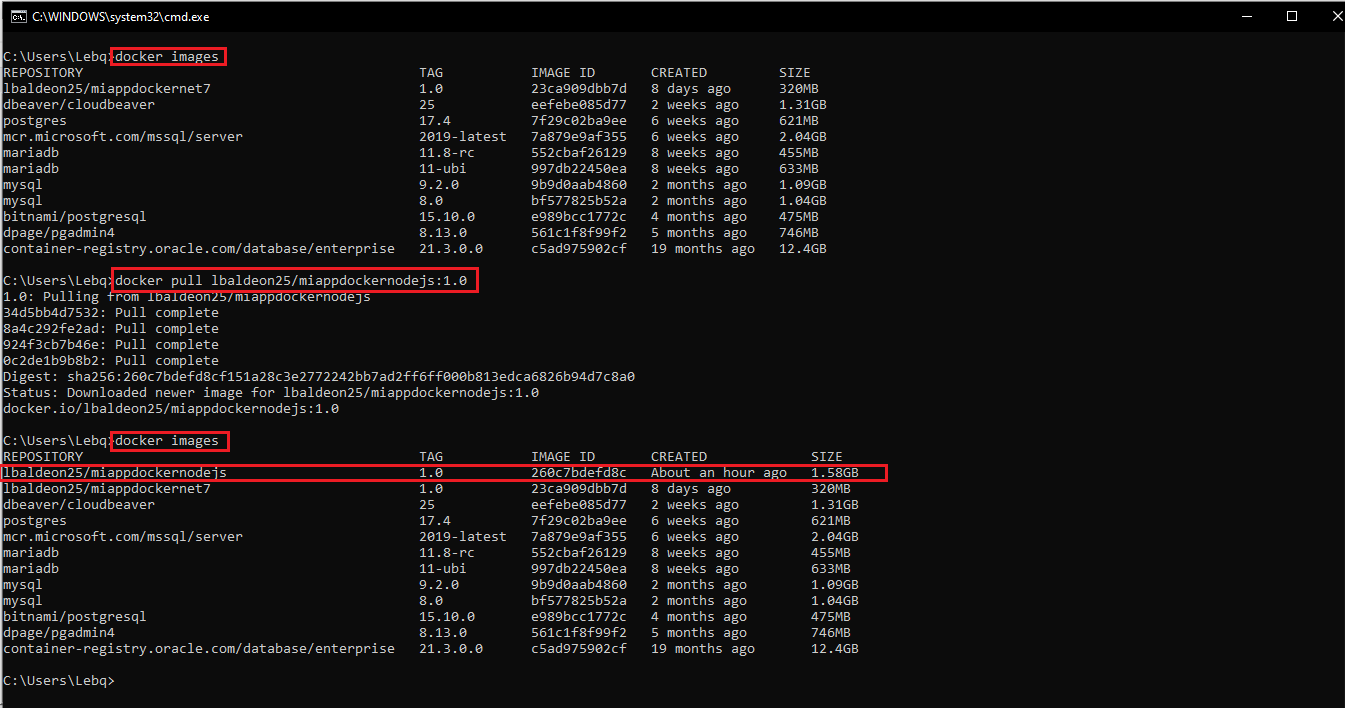 C:\WINDOWS\system32\cmd.exe
C:\Users\Lebq>docker images
REPOSITORY TAG IMAGE ID CREATED SIZE
lbaldeon25/miappdockernet7 1.0 23ca909dbb7d 8 days ago 320MB
dbeaver/cloudbeaver 25 eefebe085d77 2 weeks ago 1.31GB
postgres 17.4 7f29c02ba9ee 6 weeks ago 621MB
mcr.microsoft.com/mssql/server 2019-latest 7a879e9af355 6 weeks ago 2.04GB
mariadb 11.8-rc 552cbaf26129 8 weeks ago 455MB
mariadb 11-ubi 997db22450ea 8 weeks ago 633MB
mysql 9.2.0 9b9d0aab4860 2 months ago 1.09GB
mysql 8.0 bf577825b52a 2 months ago 1.04GB
bitnami/postgresql 15.10.0 e989bcc1772c 4 months ago 475MB
dpage/pgadmin4 8.13.0 561c1f8f99f2 5 months ago 746MB
container-registry.oracle.com/database/enterprise 21.3.0.0 c5ad975902cf 19 months ago 12.4GB
C:\Users\Lebq>docker pull lbaldeon25/miappdockernodejs:1.0
1.0: Pulling from lbaldeon25/miappdockernodejs
34d5bb4d7532: Pull complete
8a4c292fe2ad: Pull complete
924f3cb7b46e: Pull complete
0c2de1b9b8b2: Pull complete
Digest: sha256:260c7bdefd8cf151a28c3e2772242bb7ad2ff6ff000b813edca6826b94d7c8a0
Status: Downloaded newer image for lbaldeon25/miappdockernodejs:1.0
docker.io/lbaldeon25/miappdockernodejs:1.0
C:\Users\Lebq>docker images
REPOSITORY TAG IMAGE ID CREATED SIZE
lbaldeon25/miappdockernodejs 1.0 260c7bdefd8c About an hour ago 1.58GB
lbaldeon25/miappdockernet7 1.0 23ca909dbb7d 8 days ago 320MB
dbeaver/cloudbeaver 25 eefebe085d77 2 weeks ago 1.31GB
postgres 17.4 7f29c02ba9ee 6 weeks ago 621MB
mcr.microsoft.com/mssql/server 2019-latest 7a879e9af355 6 weeks ago 2.04GB
mariadb 11.8-rc 552cbaf26129 8 weeks ago 455MB
mariadb 11-ubi 997db22450ea 8 weeks ago 633MB
mysql 9.2.0 9b9d0aab4860 2 months ago 1.09GB
mysql 8.0 bf577825b52a 2 months ago 1.04GB
bitnami/postgresql 15.10.0 e989bcc1772c 4 months ago 475MB
dpage/pgadmin4 8.13.0 561c1f8f99f2 5 months ago 746MB
container-registry.oracle.com/database/enterprise 21.3.0.0 c5ad975902cf 19 months ago 12.4GB
C:\Users\Lebq>